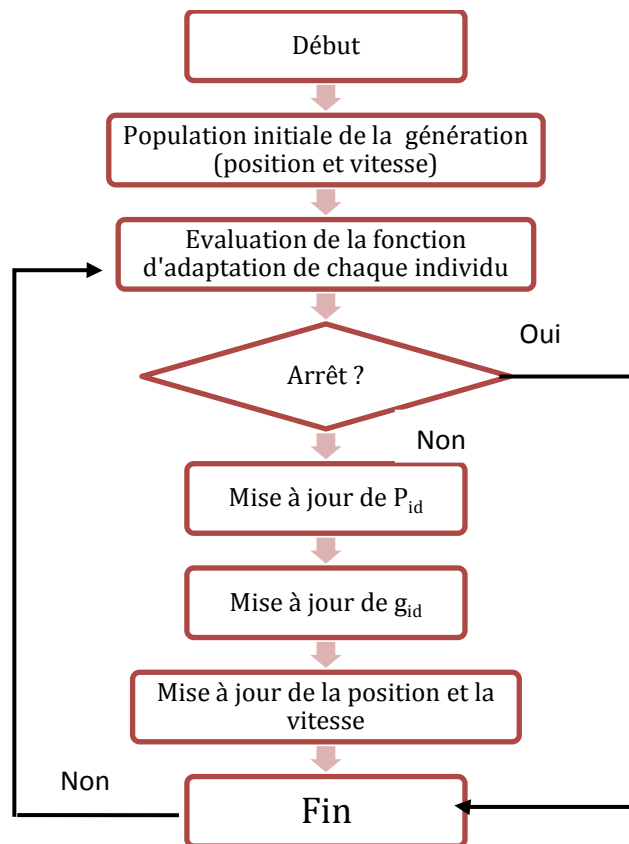 Début
Population initiale de la génération
(position et vitesse)
Evaluation de la fonction
d'adaptation de chaque individu
Oui
Arrêt ?
Non
Mise à jour de Pid
Mise à jour de gid
Mise à jour de la position et la
vitesse
Non
Fin